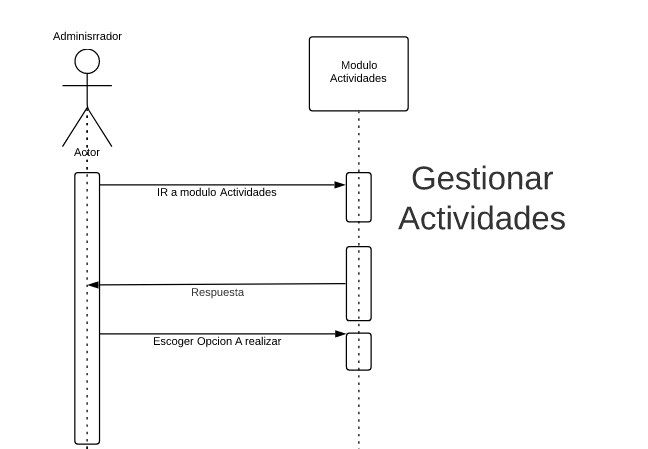 Adminisrrador
Modulo
Actividades
Actor
IR a modulo Actividades
Gestionar
Actividades
Respuesta
Escoger Opcion A realizar